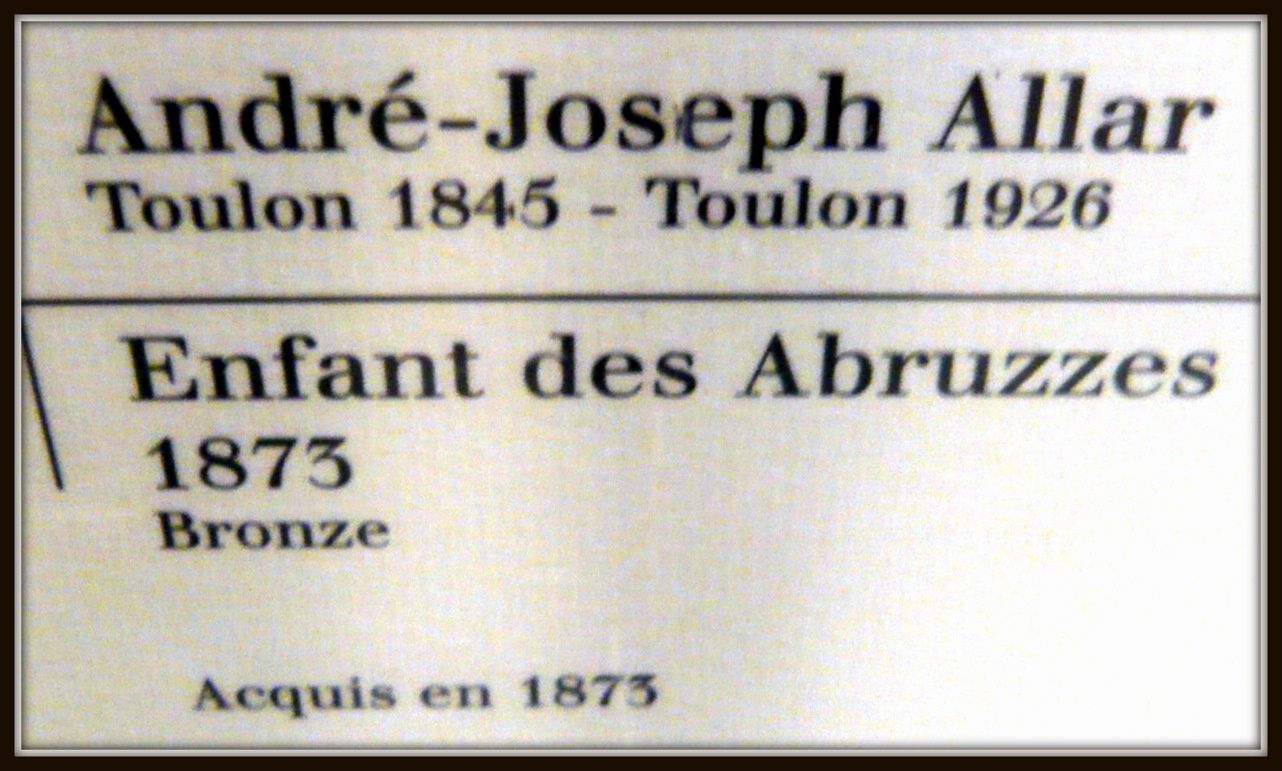 André-Joseph Allar
Toulon 1845 - Toulon 1926
Enfant des Abruzzes
1873
Bronze
Acquis en 1873